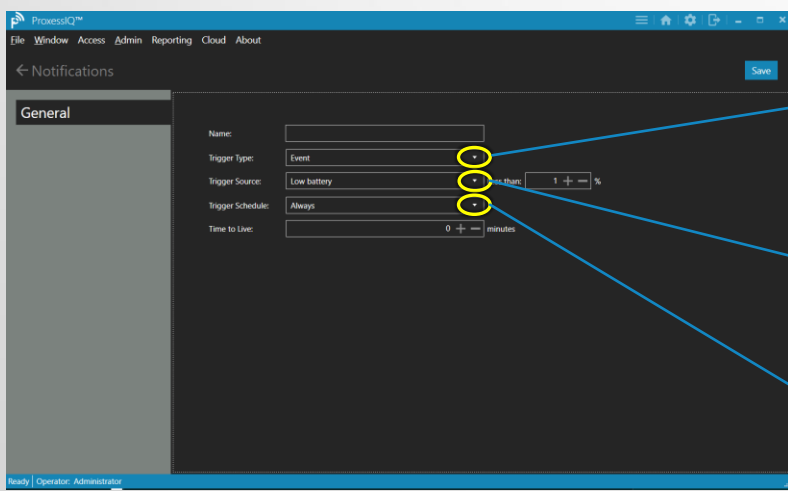 ProxessIQ™
File Window Access Admin Reporting Cloud About
Notifications
Save
General
Name:
Trigger Type: Event
Trigger Source: Low battery than: 1 %
Trigger Schedule: Always
Time to Live: 0 minutes
Ready Operator: Administrator